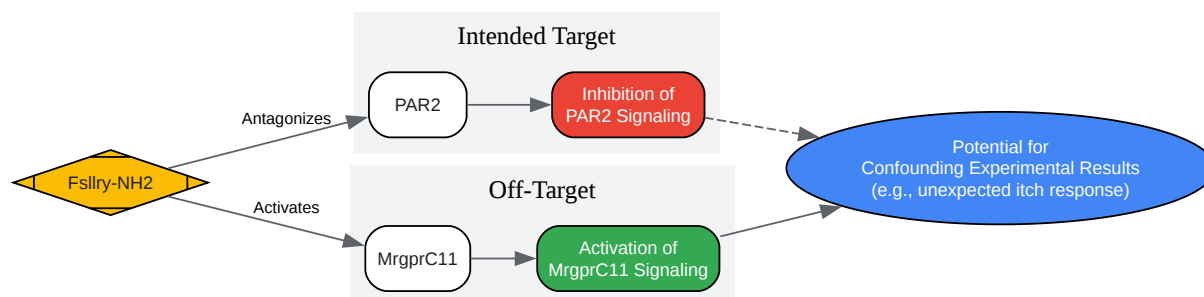 Intended Target
PAR2
Inhibition of
PAR2 Signaling
Antagonizes
Fsllry-NH2
Activates
Off-Target
MrgprC11
Activation of
MrgprC11 Signaling
Potential for
Confounding Experimental Results
(e.g., unexpected itch response)